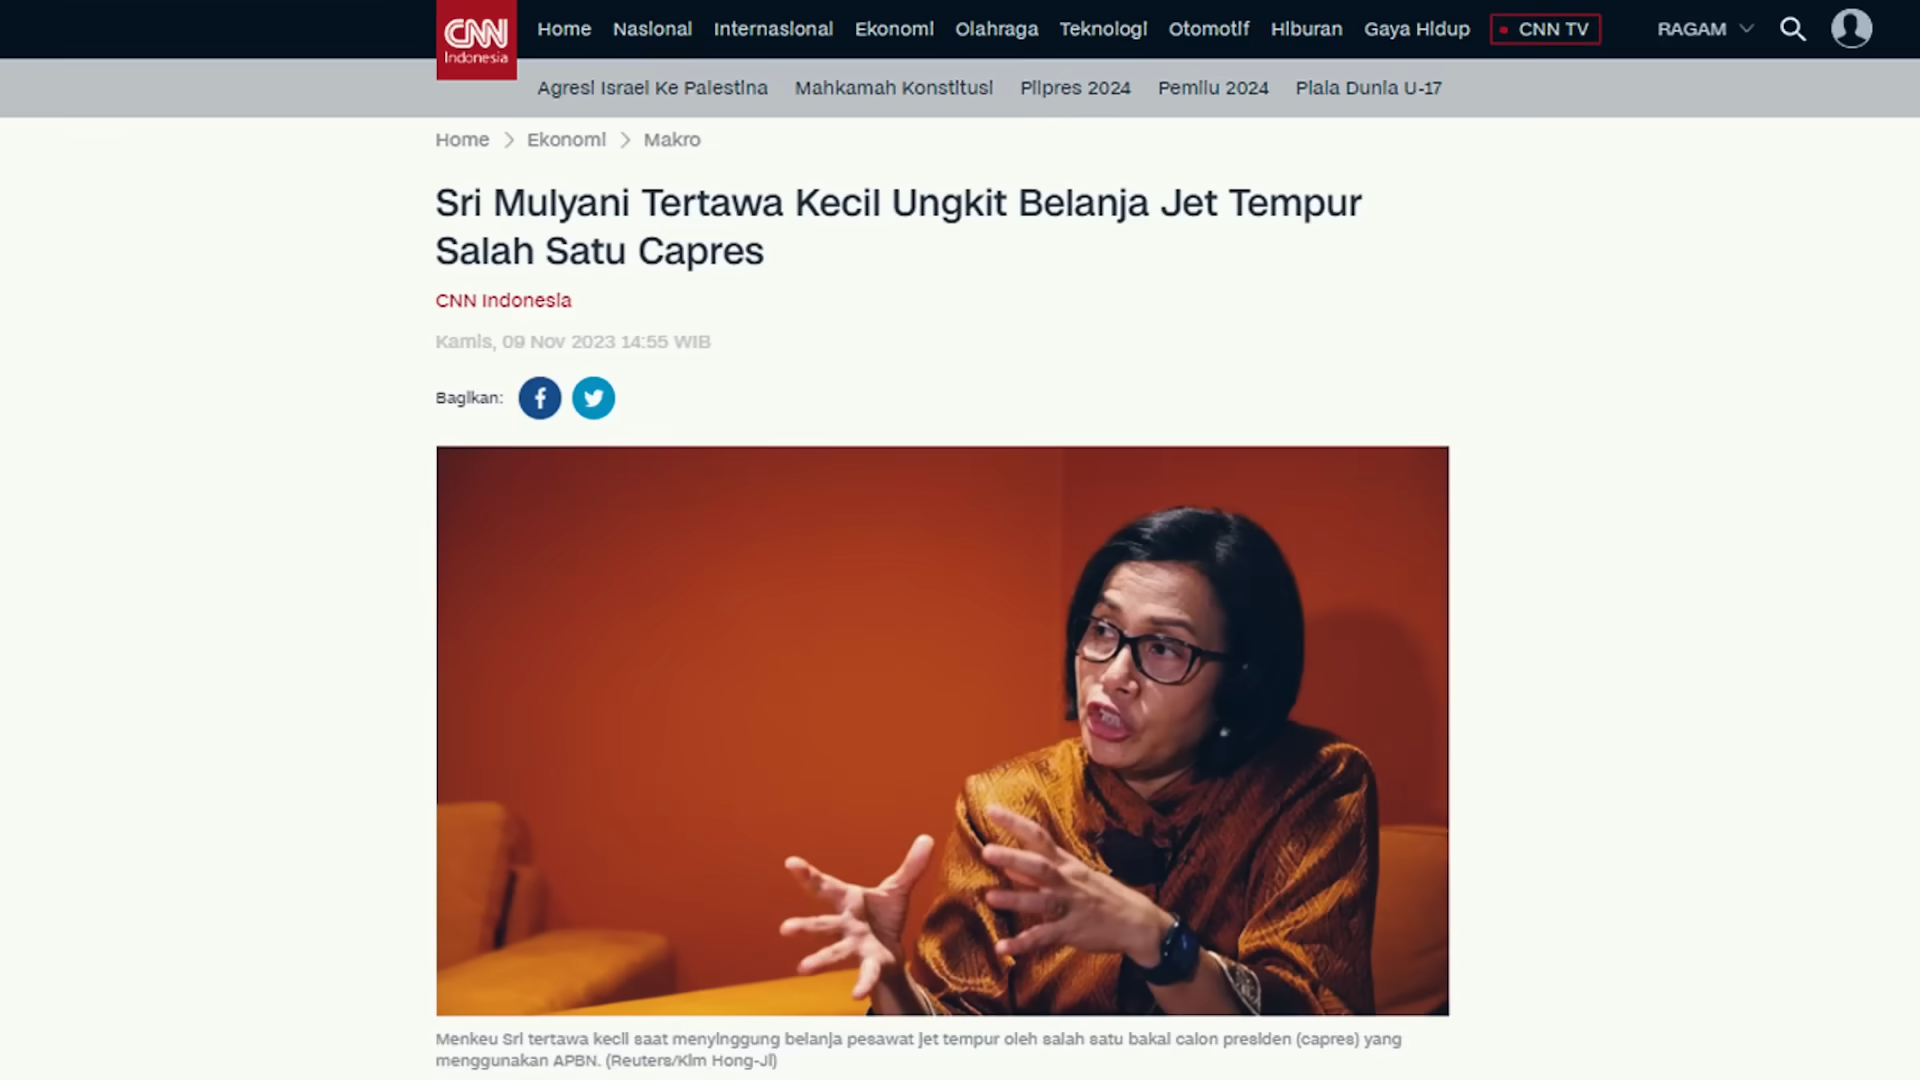 CNN
Indonesia
Home Nasional Internasional Ekonomi Olahraga Teknologi Otomotif Hiburan Gaya Hidup CNN TV RAGAM
Agresi Israel Ke Palestina Mahkamah Konstitusi Pilpres 2024 Pemilu 2024 Piala Dunia U-17
Home > Ekonomi > Makro
Sri Mulyani Tertawa Kecil Ungkit Belanja Jet Tempur
Salah Satu Capres
CNN Indonesia
Kamis, 09 Nov 2023 14:55 WIB
Bagikan:
Menkeu Sri tertawa kecil saat menyinggung belanja pesawat jet tempur oleh salah satu bakal calon presiden (capres) yang
menggunakan APBN. (Reuters/Kim Hong-Ji)